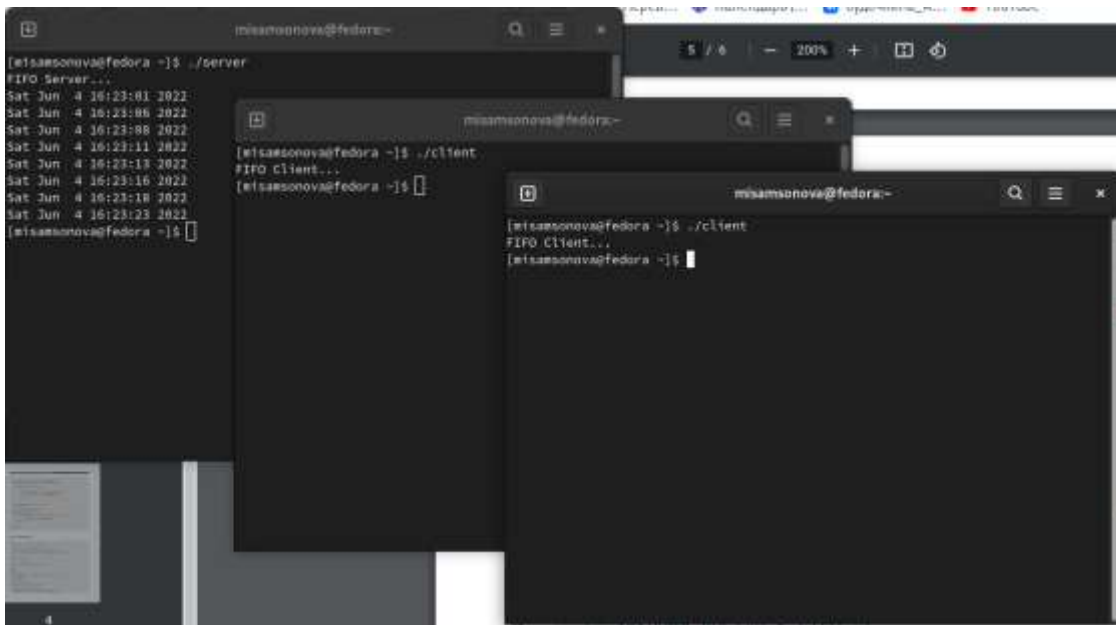 misamsonova@fedora:~
[misamsonova@fedora ~]$ ./server
FIFO Server...
Sat Jun  4 16:23:01 2022
Sat Jun  4 16:23:06 2022
Sat Jun  4 16:23:08 2022
Sat Jun  4 16:23:11 2022
Sat Jun  4 16:23:13 2022
Sat Jun  4 16:23:16 2022
Sat Jun  4 16:23:18 2022
Sat Jun  4 16:23:23 2022
[misamsonova@fedora ~]$
misamsonova@fedora:~
[misamsonova@fedora ~]$ ./client
FIFO Client...
[misamsonova@fedora ~]$
misamsonova@fedora:~
[misamsonova@fedora ~]$ ./client
FIFO Client...
[misamsonova@fedora ~]$
5 / 6 — 200% +
YouTube
4